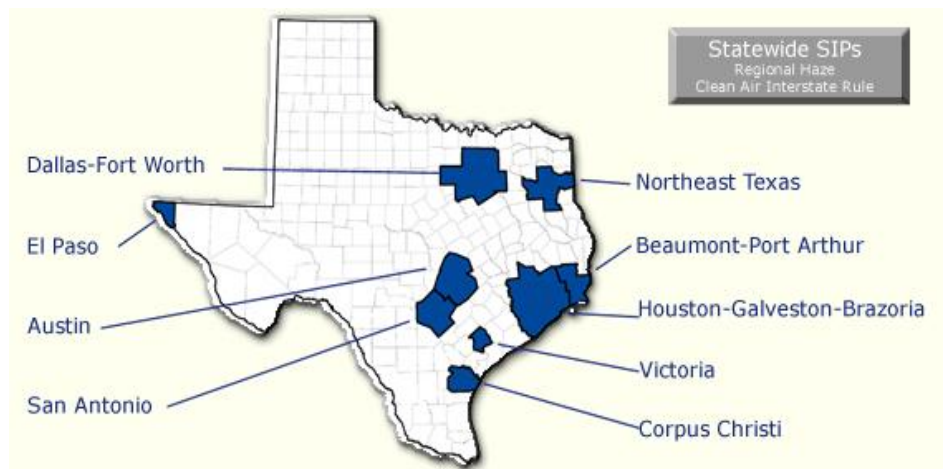 Statewide SIPs
Regional Haze
Clean Air Interstate Rule
Dallas-Fort Worth
Northeast Texas
El Paso
Beaumont-Port Arthur
Houston-Galveston-Brazoria
Austin
Victoria
San Antonio
Corpus Christi